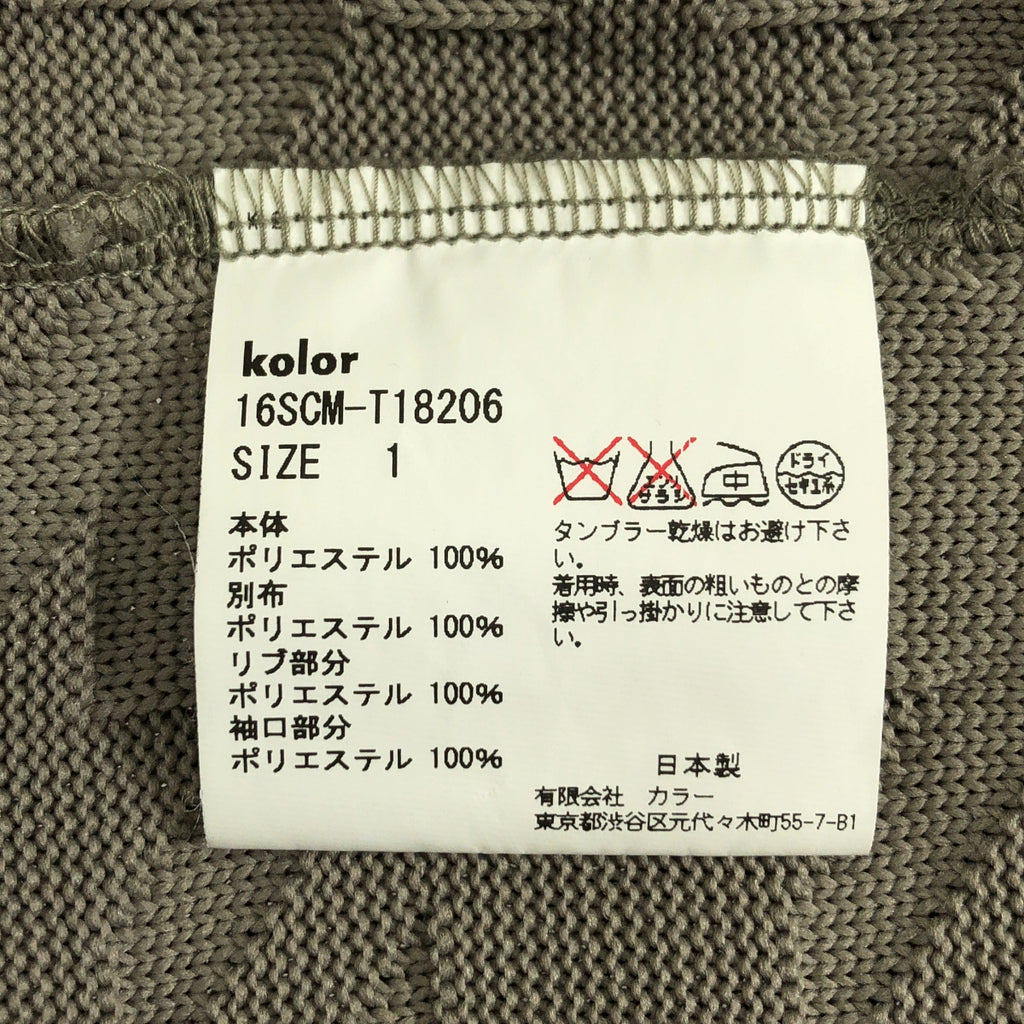 kolor
16SCM-T18206
SIZE 1
本体
ポリエステル 100%
別布
ポリエステル 100%
リブ部分
ポリエステル 100%
袖口部分
ポリエステル 100%
エンソ
サラシ
中
ドライ
セキユ系
タンブラー乾燥はお避け下さ
い。
着用時、表面の粗いものとの摩
擦や引っ掛かりに注意して下さ
い。
日本製
有限会社 カラー
東京都渋谷区元代々木町55-7-B1